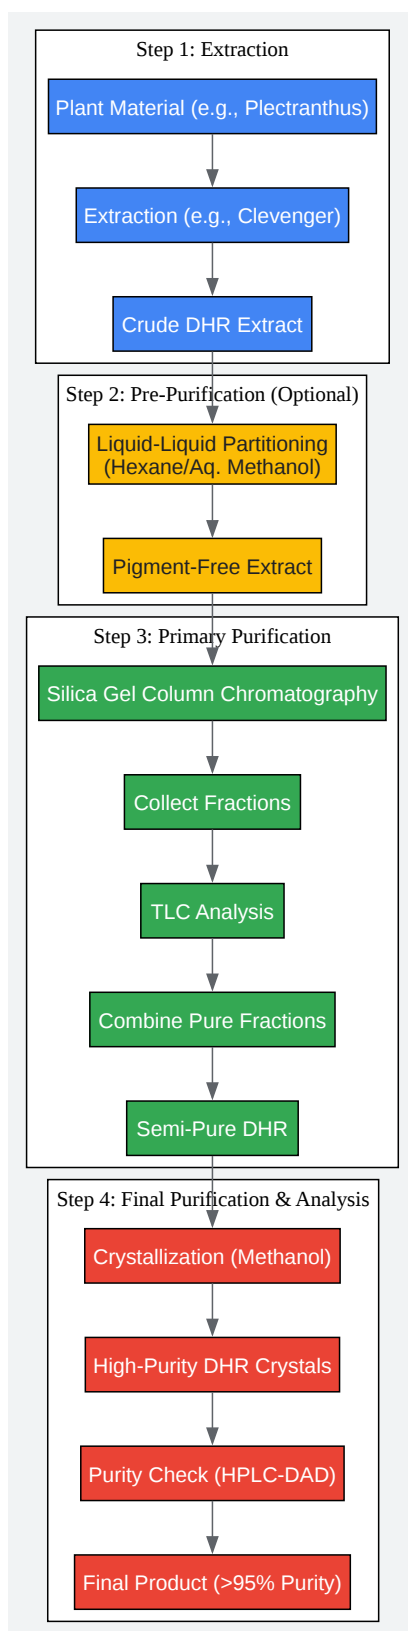 Step 1: Extraction
Plant Material (e.g., Plectranthus)
Extraction (e.g., Clevenger)
Crude DHR Extract
Step 2: Pre-Purification (Optional)
Liquid-Liquid Partitioning
(Hexane/Aq. Methanol)
Pigment-Free Extract
Step 3: Primary Purification
Silica Gel Column Chromatography
Collect Fractions
TLC Analysis
Combine Pure Fractions
Semi-Pure DHR
Step 4: Final Purification & Analysis
Crystallization (Methanol)
High-Purity DHR Crystals
Purity Check (HPLC-DAD)
Final Product (>95% Purity)